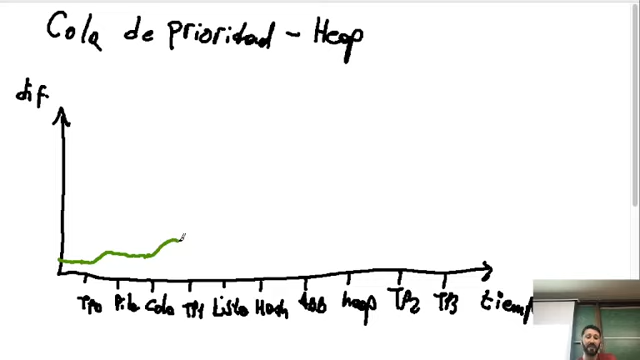 Cola de prioridad - Heap
dif.
TP0 Pila Cola TP1 Lista Hash ABB heap TP2 TP3 tiemp